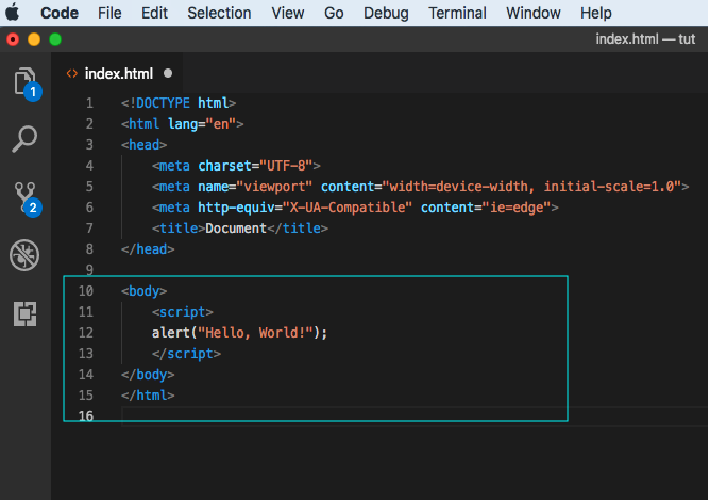 Code File Edit Selection View Go Debug Terminal Window Help
index.html — tut
1
<> index.html
2
1 <!DOCTYPE html>
2 <html lang="en">
3 <head>
4 <meta charset="UTF-8">
5 <meta name="viewport" content="width=device-width, initial-scale=1.0">
6 <meta http-equiv="X-UA-Compatible" content="ie=edge">
7 <title>Document</title>
8 </head>
9
10 <body>
11 <script>
12 alert("Hello, World!");
13 </script>
14 </body>
15 </html>
16